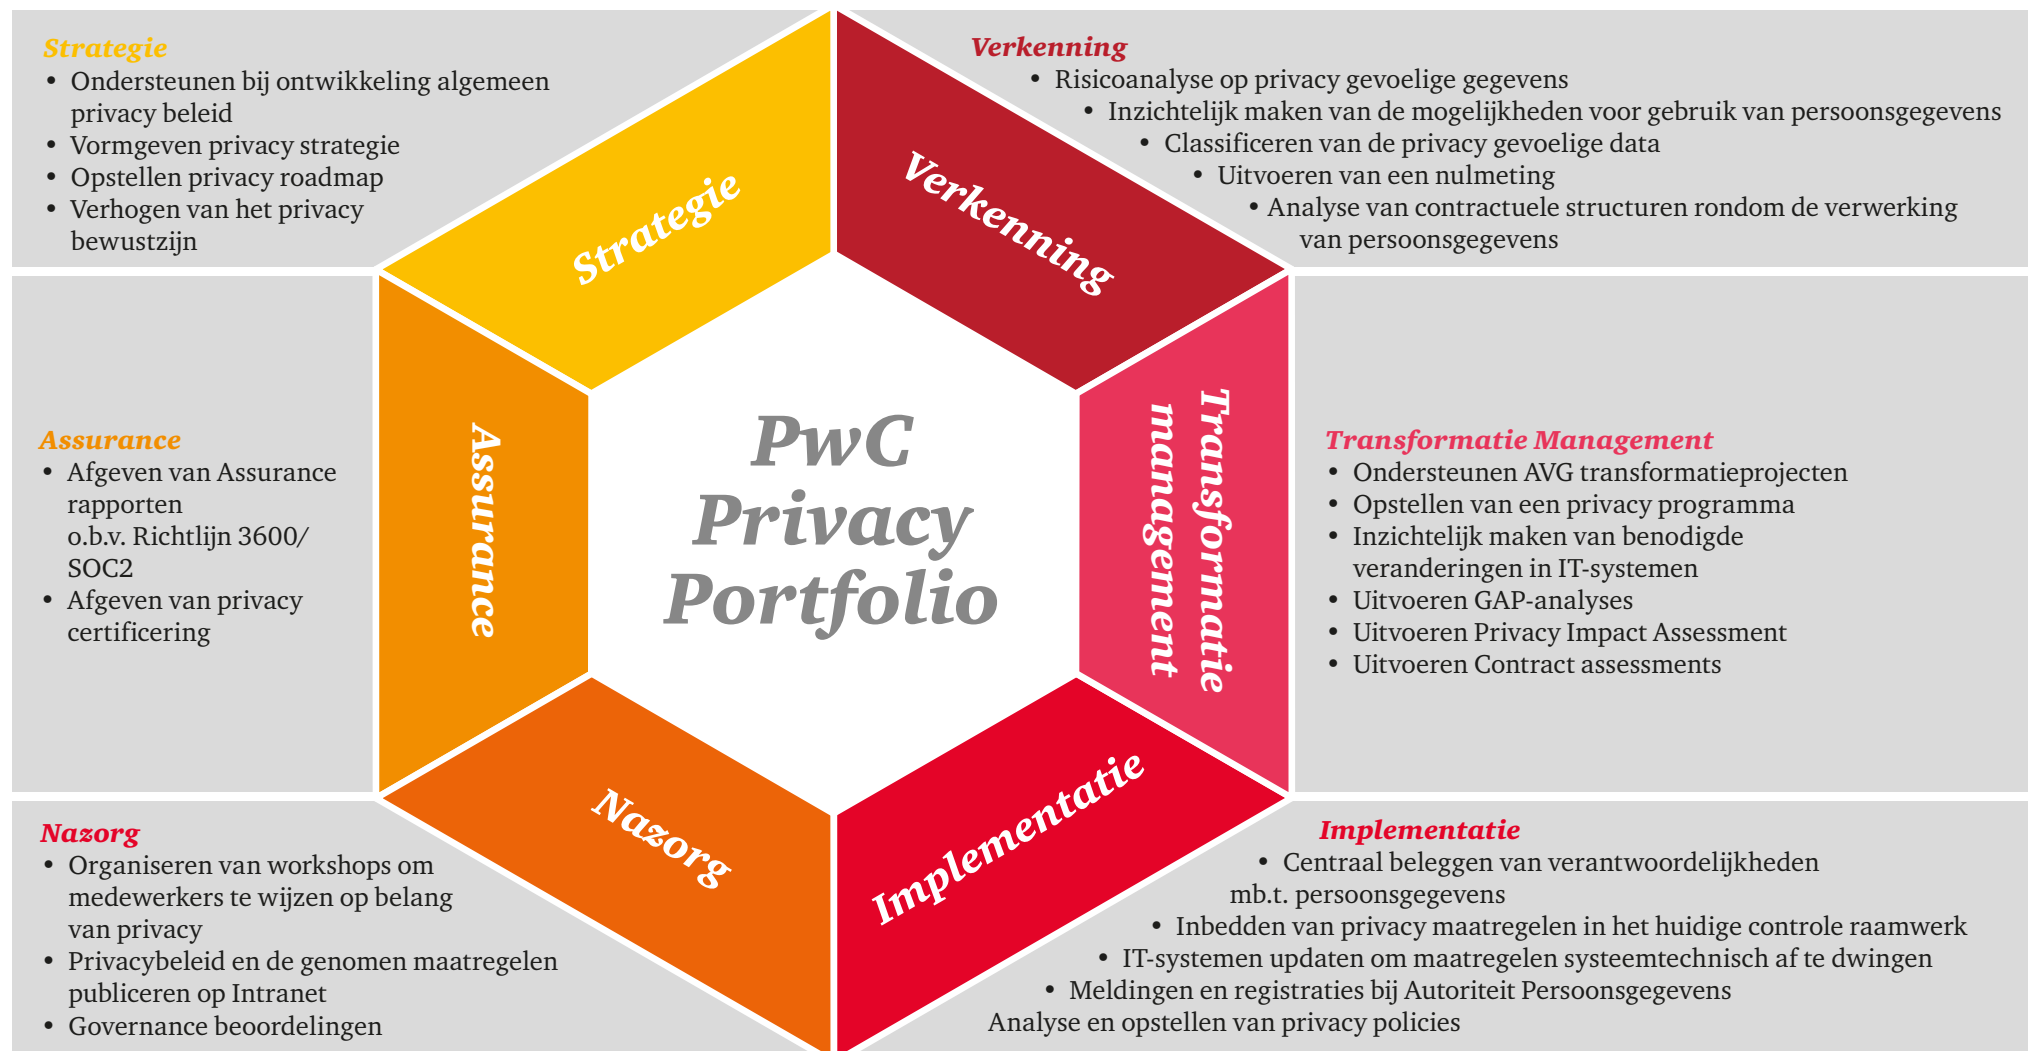 Strategie
• Ondersteunen bij ontwikkeling algemeen
privacy beleid
• Vormgeven privacy strategie
• Opstellen privacy roadmap
• Verhogen van het privacy
bewustzijn
Verkenning
• Risicoanalyse op privacy gevoelige gegevens
• Inzichtelijk maken van de mogelijkheden voor gebruik van persoonsgegevens
• Classificeren van de privacy gevoelige data
• Uitvoeren van een nulmeting
• Analyse van contractuele structuren rondom de verwerking
van persoonsgegevens
Strategie
Verkenning
Assurance
• Afgeven van Assurance
rapporten
o.b.v. Richtlijn 3600/
SOC2
• Afgeven van privacy
certificering
Assurance
PwC
Privacy
Portfolio
Transformatie
management
Transformatie Management
• Ondersteunen AVG transformatieprojecten
• Opstellen van een privacy programma
• Inzichtelijk maken van benodigde
veranderingen in IT-systemen
• Uitvoeren GAP-analyses
• Uitvoeren Privacy Impact Assessment
• Uitvoeren Contract assessments
Nazorg
Implementatie
Nazorg
• Organiseren van workshops om
medewerkers te wijzen op belang
van privacy
• Privacybeleid en de genomen maatregelen
publiceren op Intranet
• Governance beoordelingen
Implementatie
• Centraal beleggen van verantwoordelijkheden
mb.t. persoonsgegevens
• Inbedden van privacy maatregelen in het huidige controle raamwerk
• IT-systemen updaten om maatregelen systeemtechnisch af te dwingen
• Meldingen en registraties bij Autoriteit Persoonsgegevens
Analyse en opstellen van privacy policies